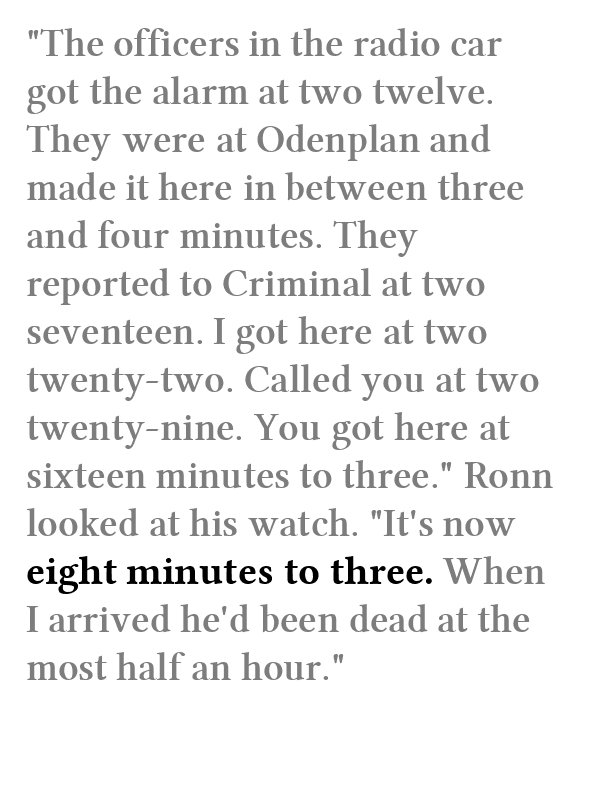 "The officers in the radio car
got the alarm at two twelve.
They were at Odenplan and
made it here in between three
and four minutes. They
reported to Criminal at two
seventeen. I got here at two
twenty-two. Called you at two
twenty-nine. You got here at
sixteen minutes to three." Ronn
looked at his watch. "It's now
eight minutes to three. When
I arrived he'd been dead at the
most half an hour."